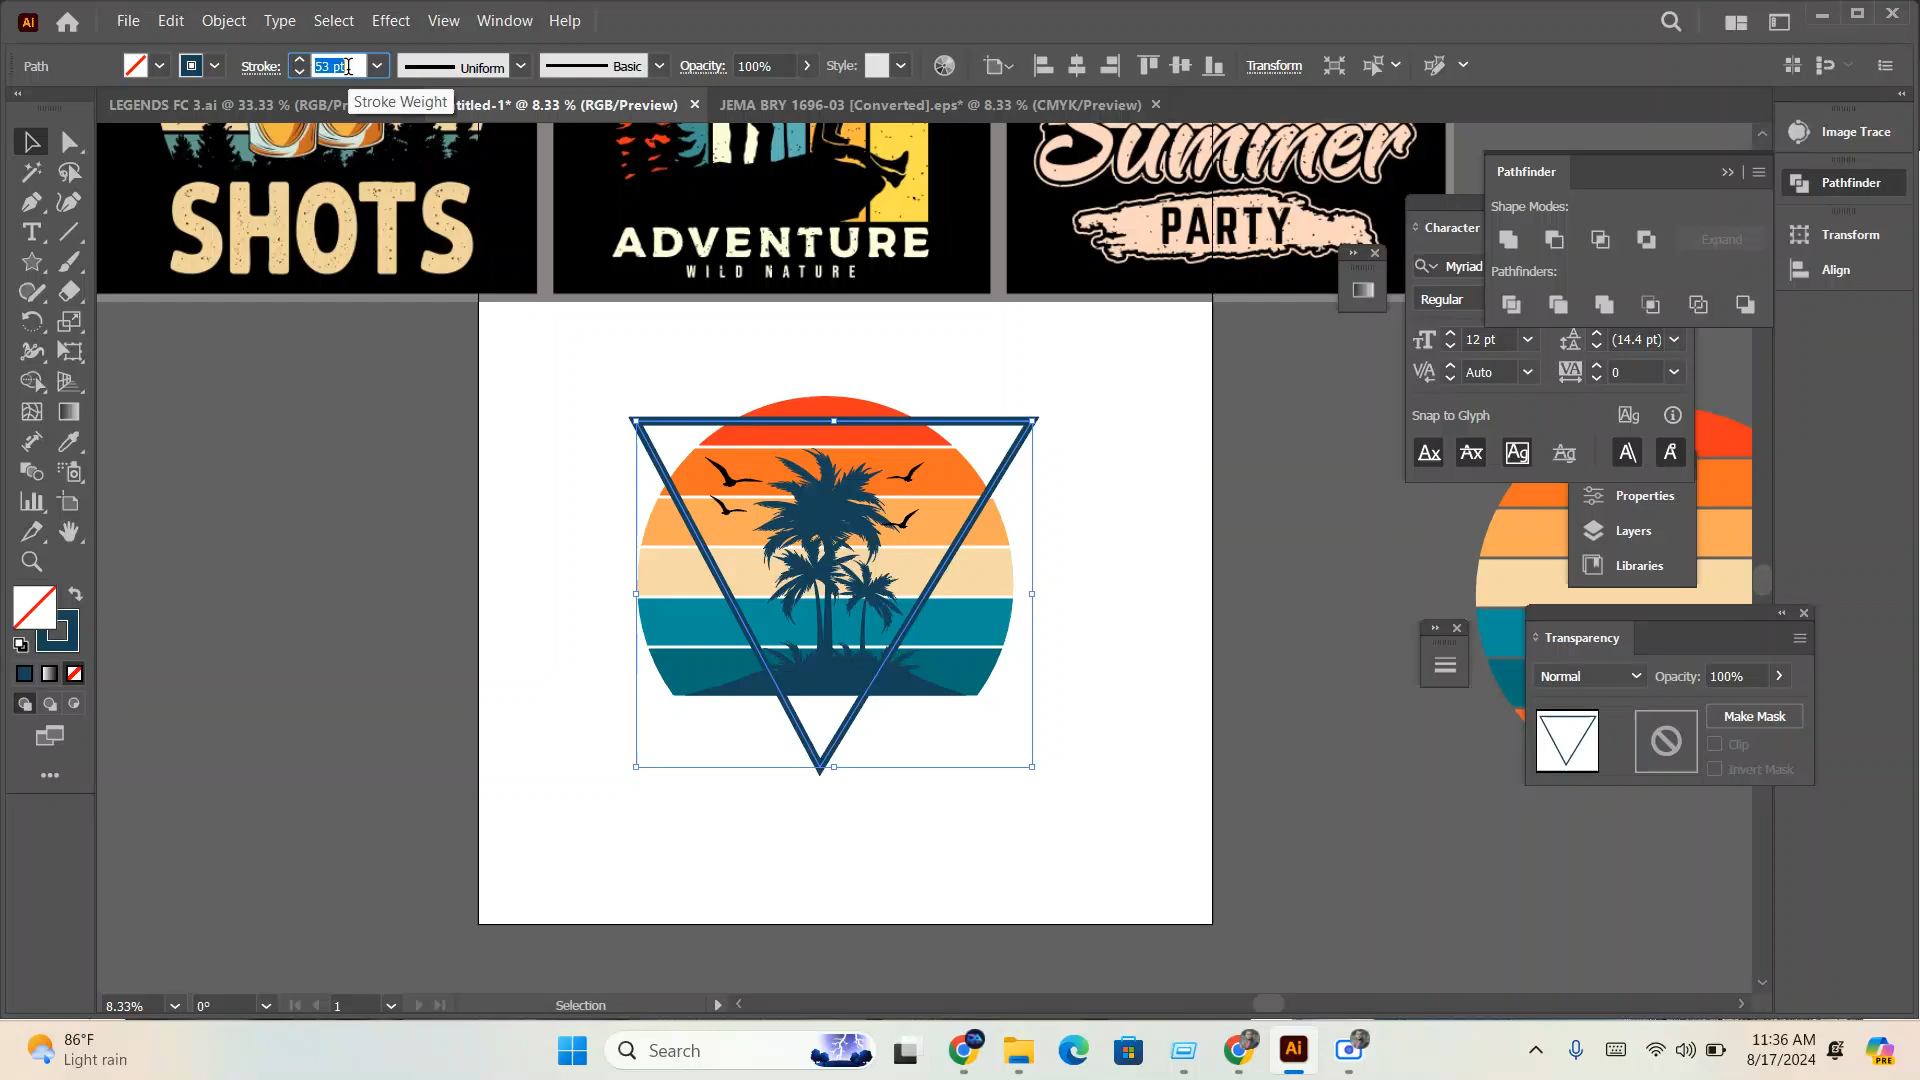 Ai File Edit Object Type Select Effect View Window Help
Path Stroke: 53 pt Uniform Basic Opacity: 100% Style: Transform
Stroke Weight
LEGENDS FC 3.ai @ 33.33 % (RGB/Pr titled-1* @ 8.33 % (RGB/Preview) JEMA BRY 1696-03 [Converted].eps* @ 8.33 % (CMYK/Preview)
SHOTS
ADVENTURE
WILD NATURE
Summer
PARTY
Image Trace
Pathfinder
Transform
Align
Pathfinder
Shape Modes:
Expand
Pathfinders:
Character
Myriad
Regular
12 pt (14.4 pt)
Auto 0
Snap to Glyph
Properties
Layers
Libraries
Transparency
Normal Opacity: 100%
Make Mask
Clip
Invert Mask
8.33% 0° 1 Selection
86°F
Light rain
Search
Ai
11:36 AM
8/17/2024
PRE